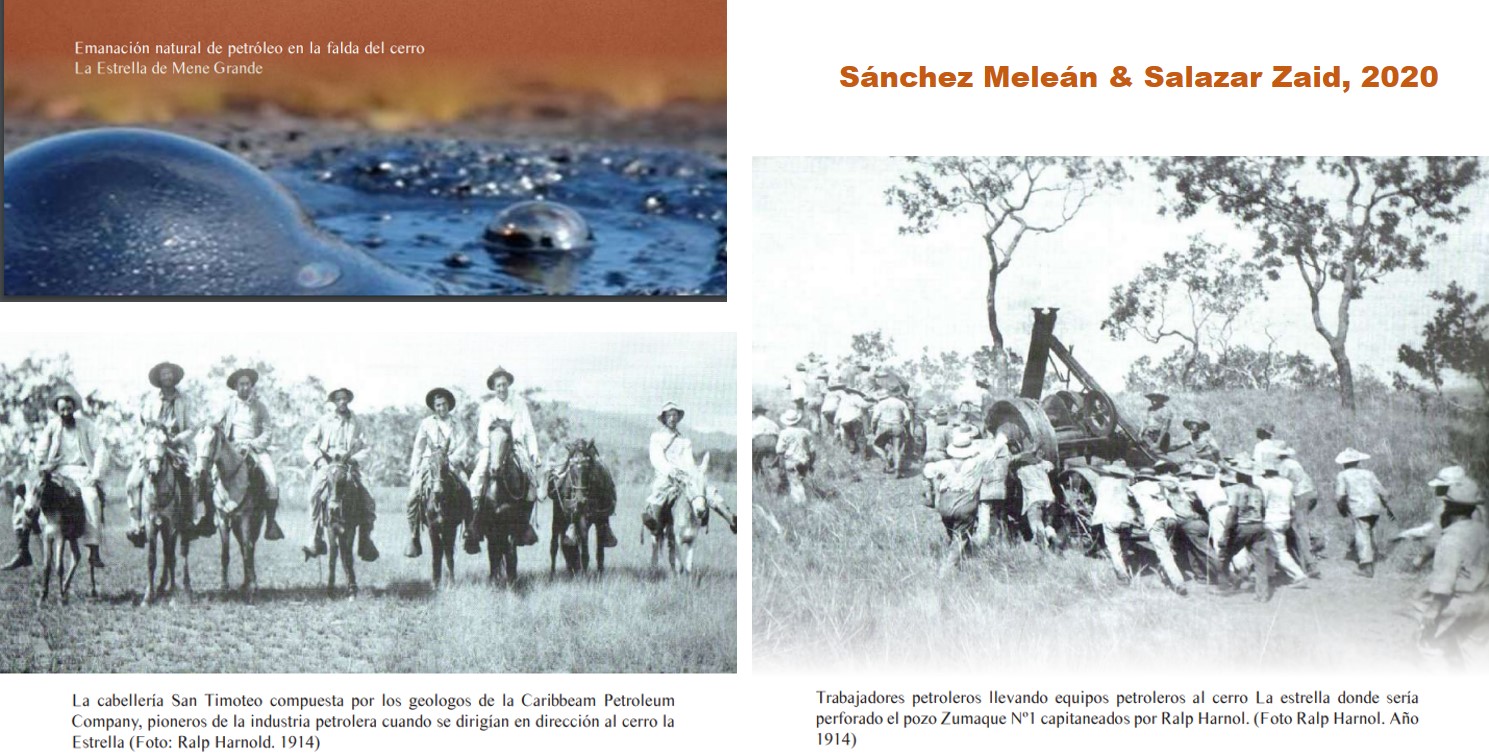 Emanación natural de petróleo en la falda del cerro
La Estrella de Mene Grande
Sánchez Meleán & Salazar Zaid, 2020
La cabellería San Timoteo compuesta por los geologos de la Caribbeam Petroleum
Company, pioneros de la industria petrolera cuando se dirigían en dirección al cerro la
Estrella (Foto: Ralp Harnold. 1914)
Trabajadores petroleros llevando equipos petroleros al cerro La estrella donde sería
perforado el pozo Zumaque Nº1 capitaneados por Ralp Harnol. (Foto Ralp Harnol. Año
1914)